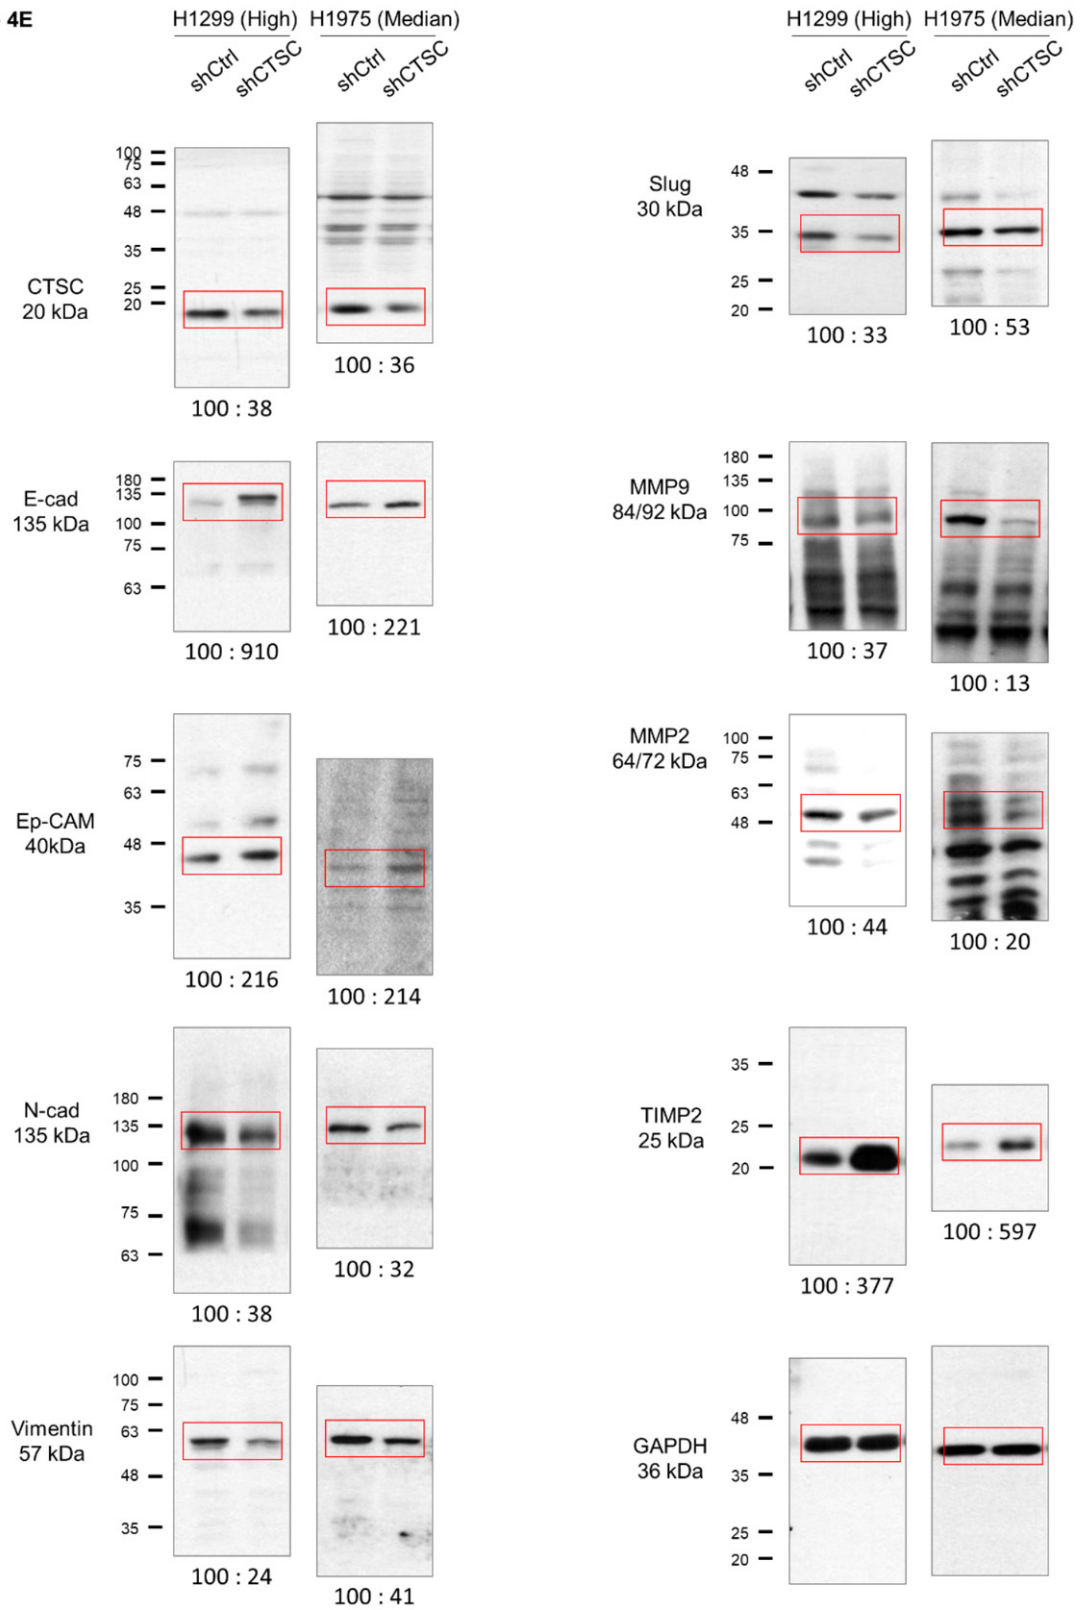 4E
H1299 (High) H1975 (Median)
shCtrl shCTSC shCtrl shCTSC
CTSC
20 kDa
100
75
63
48
35
25
20
100 : 38
100 : 36
E-cad
135 kDa
180
135
100
75
63
100 : 910
100 : 221
Ep-CAM
40kDa
75
63
48
35
100 : 216
100 : 214
N-cad
135 kDa
180
135
100
75
63
100 : 38
100 : 32
Vimentin
57 kDa
100
75
63
48
35
100 : 24
100 : 41
H1299 (High) H1975 (Median)
shCtrl shCTSC shCtrl shCTSC
Slug
30 kDa
48
35
25
20
100 : 33
100 : 53
MMP9
84/92 kDa
180
135
100
75
100 : 37
100 : 13
MMP2
64/72 kDa
100
75
63
48
100 : 44
100 : 20
TIMP2
25 kDa
35
25
20
100 : 377
100 : 597
GAPDH
36 kDa
48
35
25
20